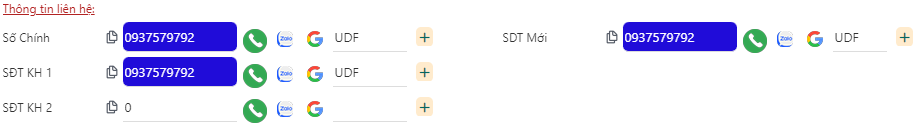 Thông tin liên hệ:
Số Chính 0937579792 Zalo G UDF + SDT Mới 0937579792 Zalo G UDF +
SĐT KH 1 0937579792 Zalo G UDF +
SĐT KH 2 0 Zalo G +